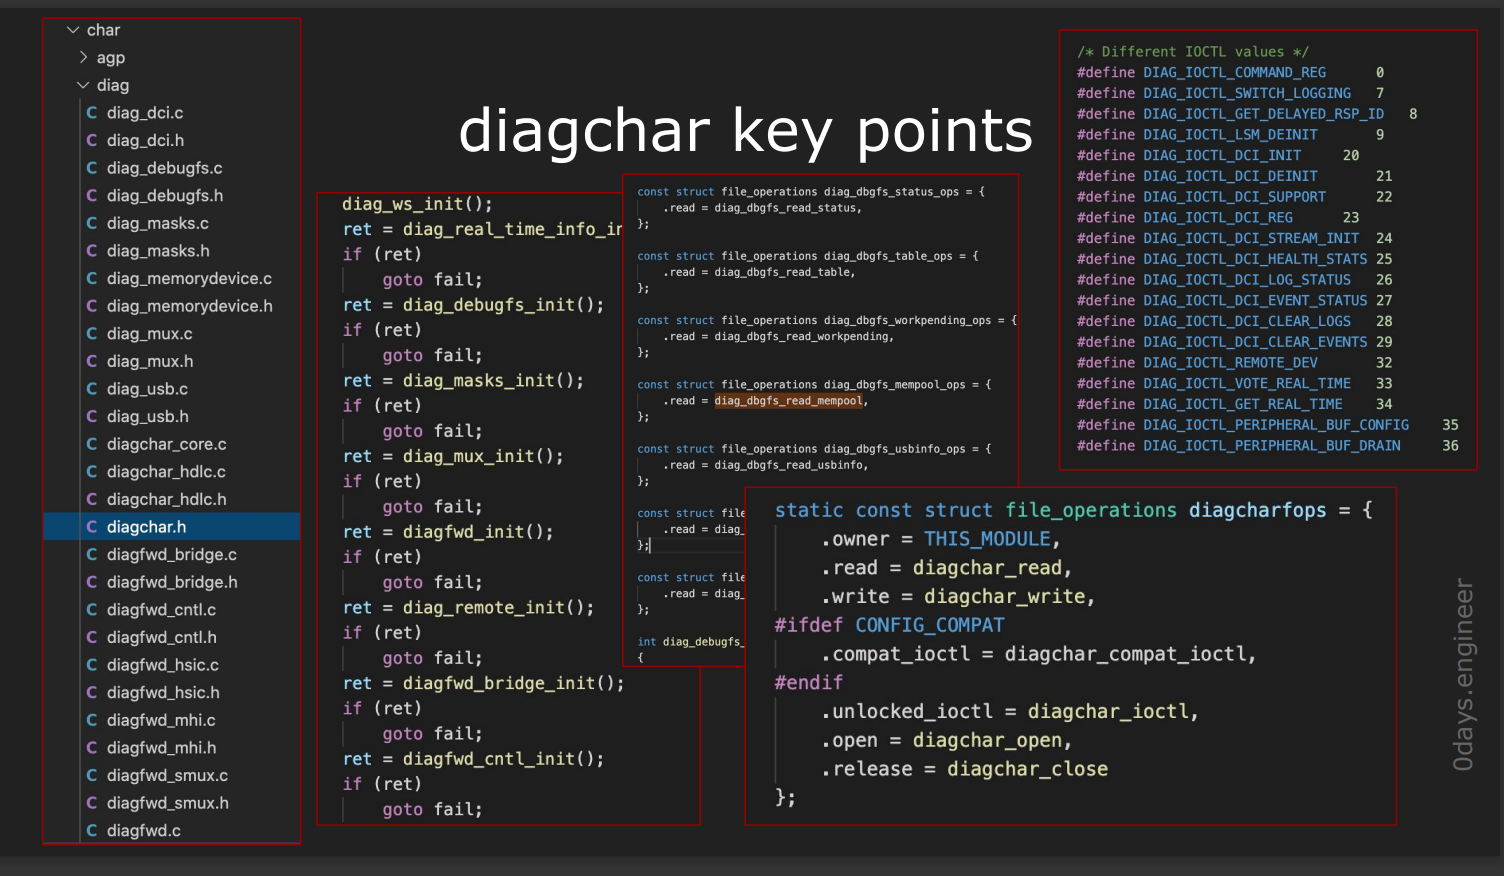 diagchar key points
char
agp
diag
C diag_dci.c
C diag_dci.h
C diag_debugfs.c
C diag_debugfs.h
C diag_masks.c
C diag_masks.h
C diag_memorydevice.c
C diag_memorydevice.h
C diag_mux.c
C diag_mux.h
C diag_usb.c
C diag_usb.h
C diagchar_core.c
C diagchar_hdlc.c
C diagchar_hdlc.h
C diagchar.h
C diagfwd_bridge.c
C diagfwd_bridge.h
C diagfwd_cntl.c
C diagfwd_cntl.h
C diagfwd_hsic.c
C diagfwd_hsic.h
C diagfwd_mhi.c
C diagfwd_mhi.h
C diagfwd_smux.c
C diagfwd_smux.h
C diagfwd.c
diag_ws_init();
ret = diag_real_time_info_in
if (ret)
goto fail;
ret = diag_debugfs_init();
if (ret)
goto fail;
ret = diag_masks_init();
if (ret)
goto fail;
ret = diag_mux_init();
if (ret)
goto fail;
ret = diagfwd_init();
if (ret)
goto fail;
ret = diag_remote_init();
if (ret)
goto fail;
ret = diagfwd_bridge_init();
if (ret)
goto fail;
ret = diagfwd_cntl_init();
if (ret)
goto fail;
const struct file_operations diag_dbgfs_status_ops = {
.read = diag_dbgfs_read_status,
};
const struct file_operations diag_dbgfs_table_ops = {
.read = diag_dbgfs_read_table,
};
const struct file_operations diag_dbgfs_workpending_ops = {
.read = diag_dbgfs_read_workpending,
};
const struct file_operations diag_dbgfs_mempool_ops = {
.read = diag_dbgfs_read_mempool,
};
const struct file_operations diag_dbgfs_usbinfo_ops = {
.read = diag_dbgfs_read_usbinfo,
};
const struct file
.read = diag_
};
const struct file
.read = diag_
};
int diag_debugfs_
{
/* Different IOCTL values */
#define DIAG_IOCTL_COMMAND_REG 0
#define DIAG_IOCTL_SWITCH_LOGGING 7
#define DIAG_IOCTL_GET_DELAYED_RSP_ID 8
#define DIAG_IOCTL_LSM_DEINIT 9
#define DIAG_IOCTL_DCI_INIT 20
#define DIAG_IOCTL_DCI_DEINIT 21
#define DIAG_IOCTL_DCI_SUPPORT 22
#define DIAG_IOCTL_DCI_REG 23
#define DIAG_IOCTL_DCI_STREAM_INIT 24
#define DIAG_IOCTL_DCI_HEALTH_STATS 25
#define DIAG_IOCTL_DCI_LOG_STATUS 26
#define DIAG_IOCTL_DCI_EVENT_STATUS 27
#define DIAG_IOCTL_DCI_CLEAR_LOGS 28
#define DIAG_IOCTL_DCI_CLEAR_EVENTS 29
#define DIAG_IOCTL_REMOTE_DEV 32
#define DIAG_IOCTL_VOTE_REAL_TIME 33
#define DIAG_IOCTL_GET_REAL_TIME 34
#define DIAG_IOCTL_PERIPHERAL_BUF_CONFIG 35
#define DIAG_IOCTL_PERIPHERAL_BUF_DRAIN 36
static const struct file_operations diagcharfops = {
.owner = THIS_MODULE,
.read = diagchar_read,
.write = diagchar_write,
#ifdef CONFIG_COMPAT
.compat_ioctl = diagchar_compat_ioctl,
#endif
.unlocked_ioctl = diagchar_ioctl,
.open = diagchar_open,
.release = diagchar_close
};
0days.engineer